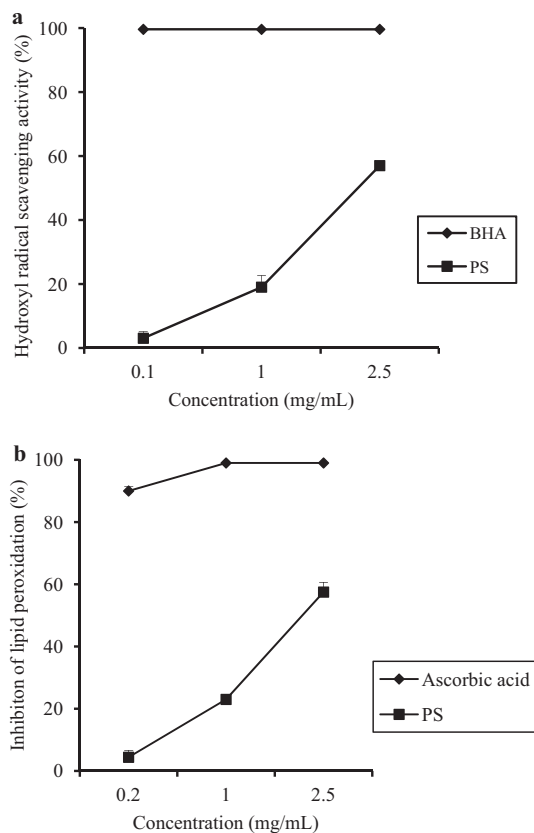 a
Hydroxyl radical scavenging activity (%)
100
80
60
40
20
0
0.1 1 2.5
Concentration (mg/mL)
BHA
PS
b
Inhibiton of lipid peroxidation (%)
100
80
60
40
20
0
0.2 1 2.5
Concentration (mg/mL)
Ascorbic acid
PS